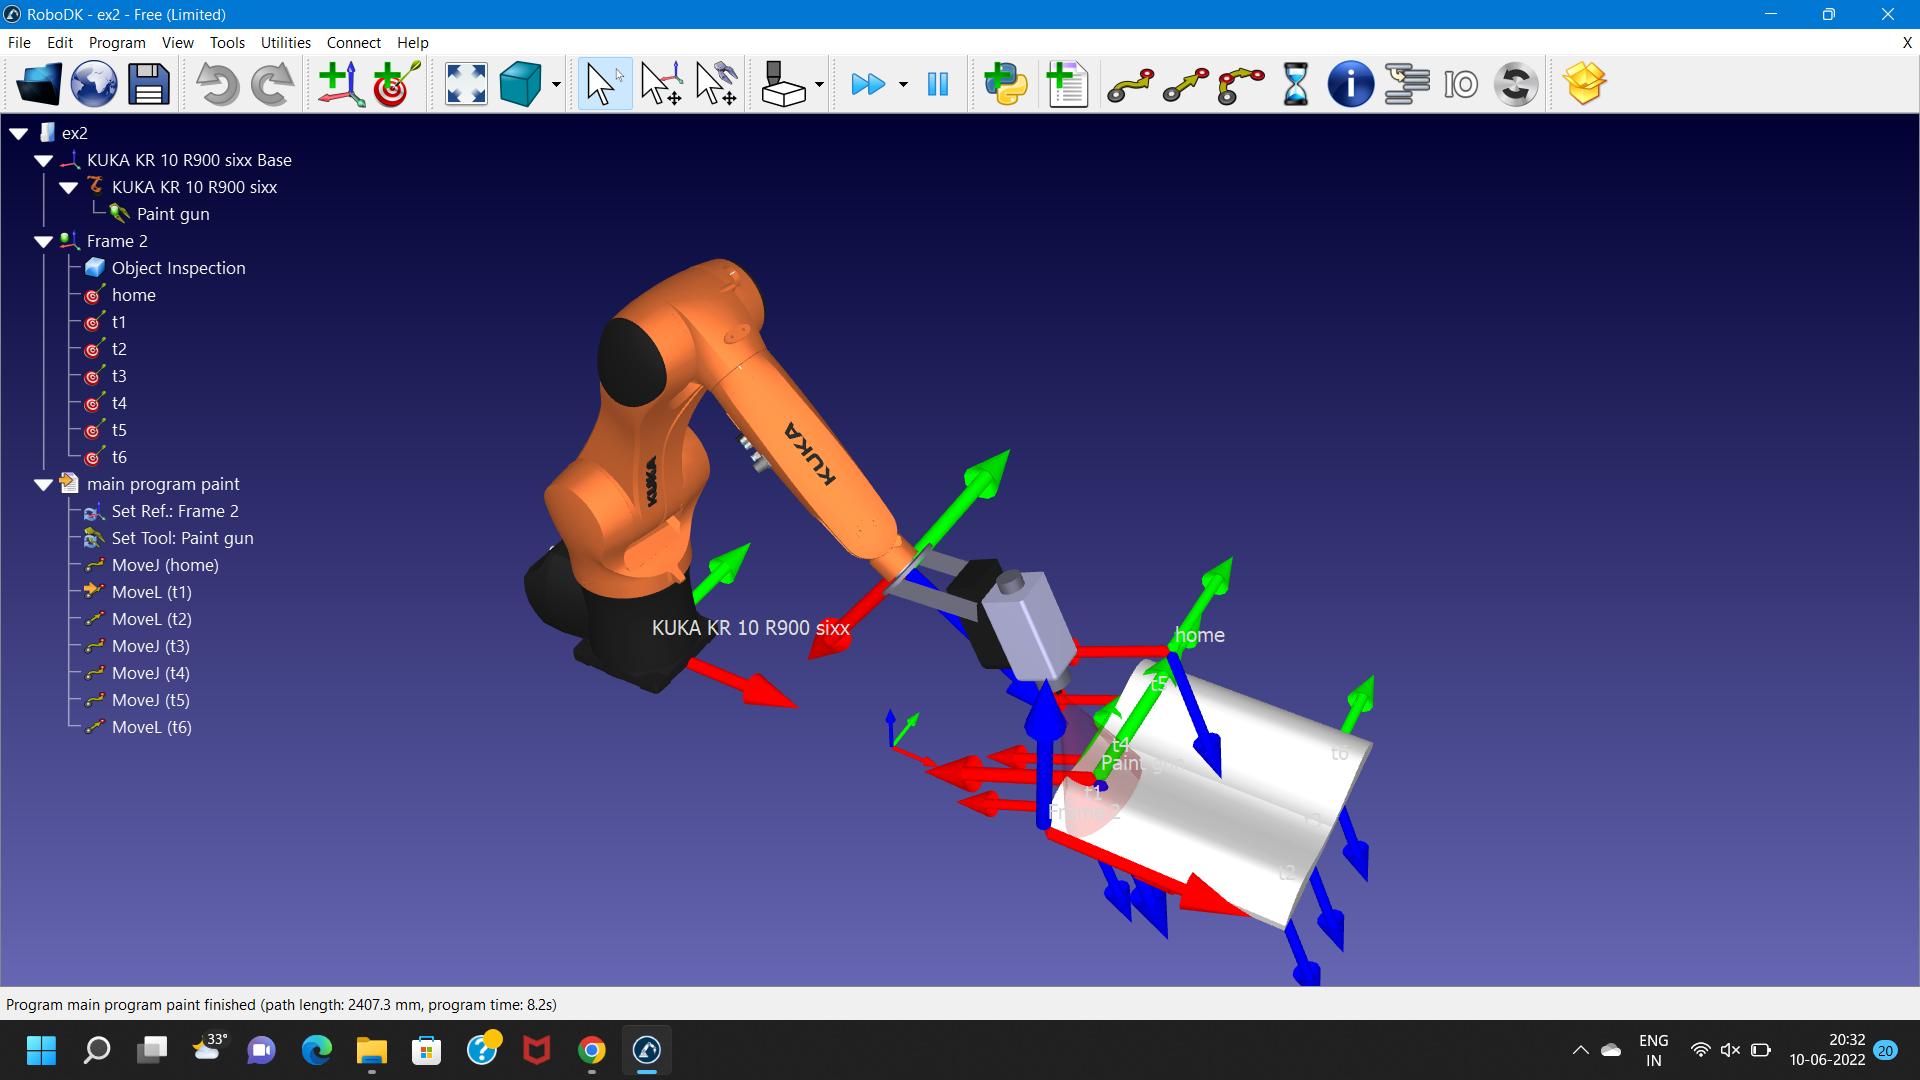 RoboDK - ex2 - Free (Limited)
File Edit Program View Tools Utilities Connect Help X
IO
ex2
KUKA KR 10 R900 sixx Base
KUKA KR 10 R900 sixx
Paint gun
Frame 2
Object Inspection
home
t1
t2
t3
t4
t5
t6
main program paint
Set Ref.: Frame 2
Set Tool: Paint gun
MoveJ (home)
MoveL (t1)
MoveL (t2)
MoveJ (t3)
MoveJ (t4)
MoveJ (t5)
MoveL (t6)
KUKA
KUKA
KUKA KR 10 R900 sixx
home
t5
t4
t6
Paint gun
t1
Frame 2
t3
t2
Program main program paint finished (path length: 2407.3 mm, program time: 8.2s)
33°
ENG
IN
20:32
10-06-2022
20